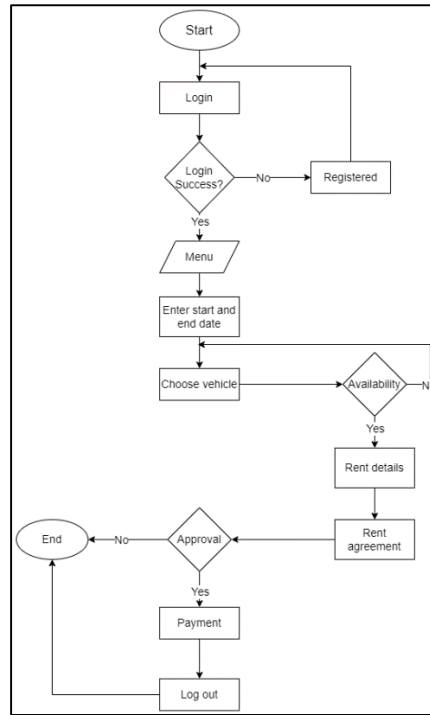 Start
Login
Login
Success?
No
Registered
Yes
Menu
Enter start and
end date
Choose vehicle
Availability
Yes
Rent details
Rent
agreement
Approval
No
End
Yes
Payment
Log out